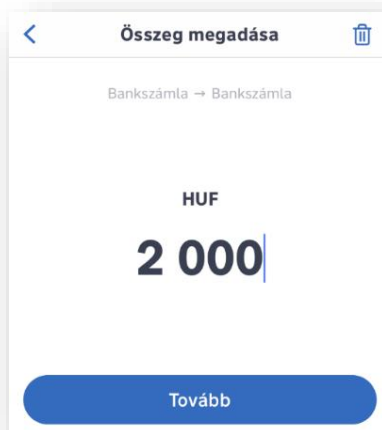 Összeg megadása
Bankszámla → Bankszámla
HUF
2 000
Tovább